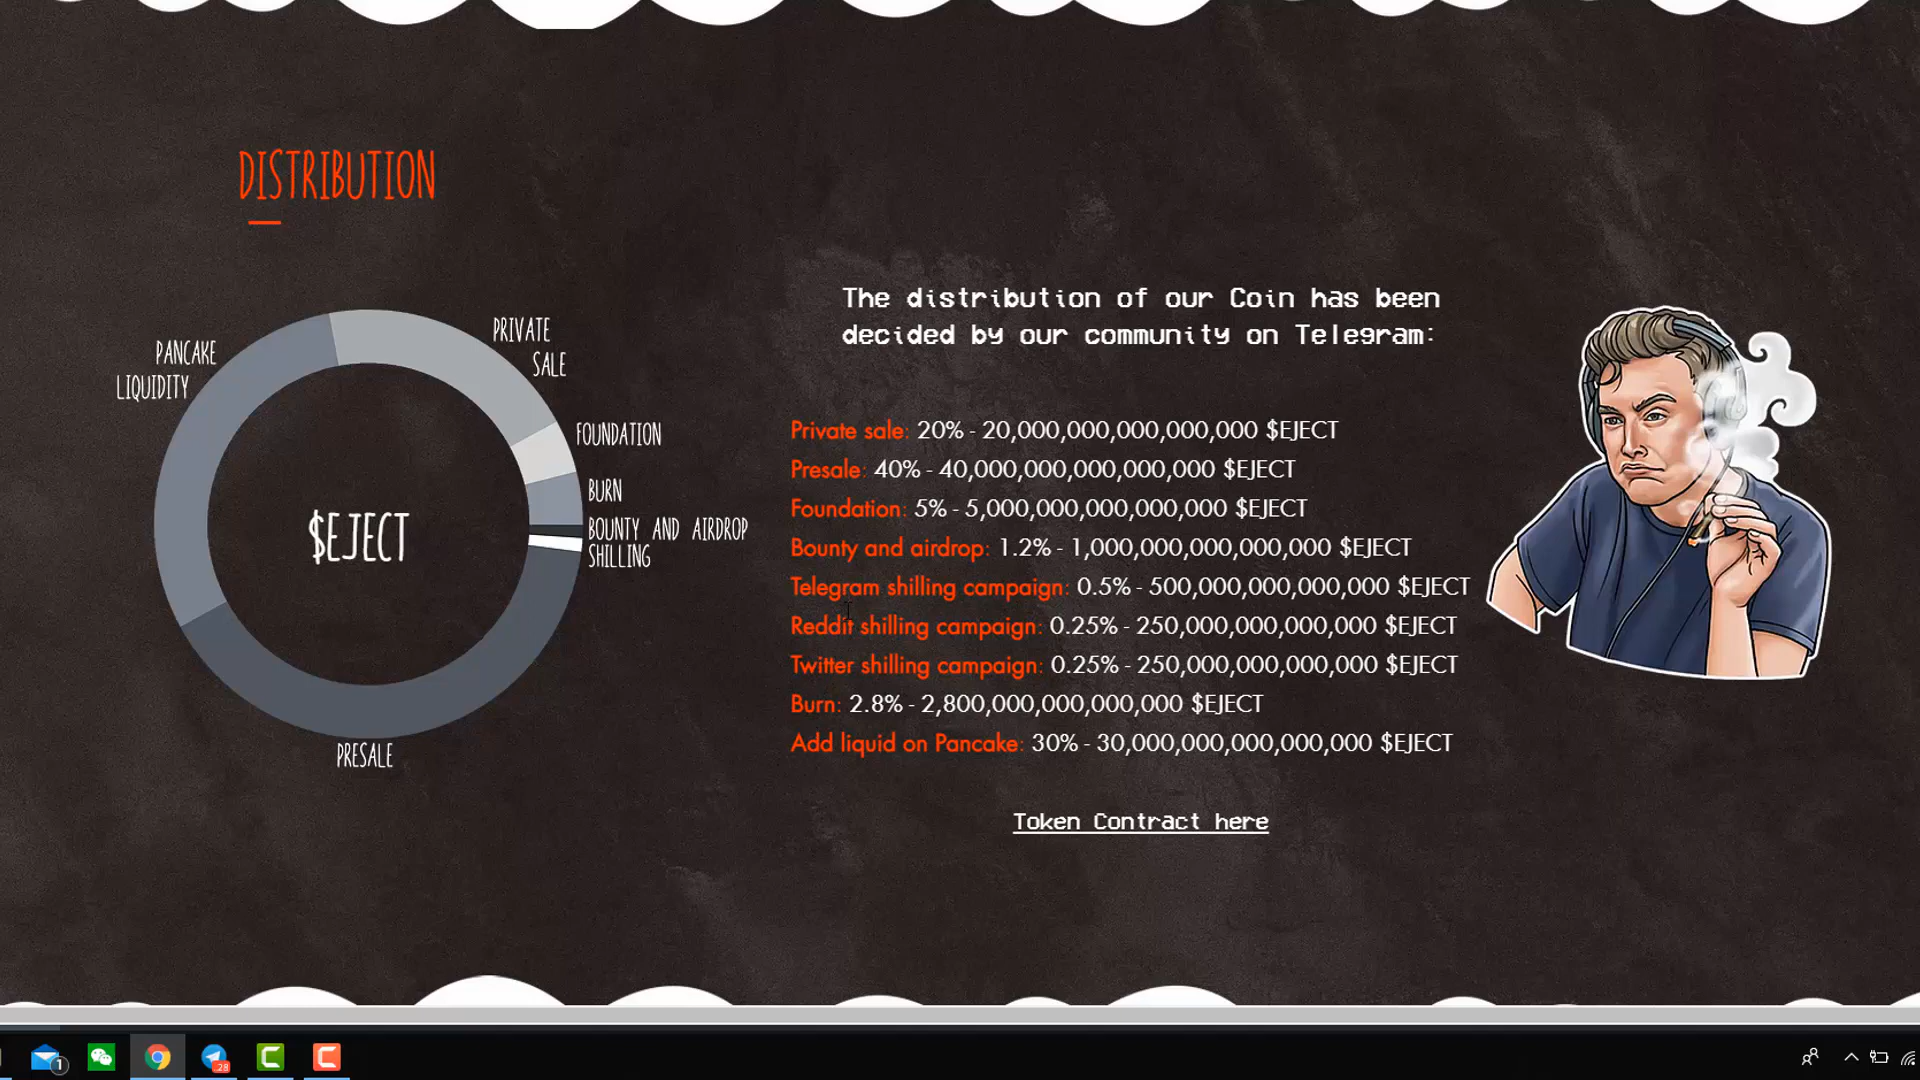 DISTRIBUTION
PANCAKE
LIQUIDITY
PRIVATE
SALE
FOUNDATION
BURN
BOUNTY AND AIRDROP
SHILLING
$EJECT
PRESALE
The distribution of our Coin has been
decided by our community on Telegram:
Private sale: 20% - 20,000,000,000,000,000 $EJECT
Presale: 40% - 40,000,000,000,000,000 $EJECT
Foundation: 5% - 5,000,000,000,000,000 $EJECT
Bounty and airdrop: 1.2% - 1,000,000,000,000,000 $EJECT
Telegram shilling campaign: 0.5% - 500,000,000,000,000 $EJECT
Reddit shilling campaign: 0.25% - 250,000,000,000,000 $EJECT
Twitter shilling campaign: 0.25% - 250,000,000,000,000 $EJECT
Burn: 2.8% - 2,800,000,000,000,000 $EJECT
Add liquid on Pancake: 30% - 30,000,000,000,000,000 $EJECT
Token Contract here
1
28